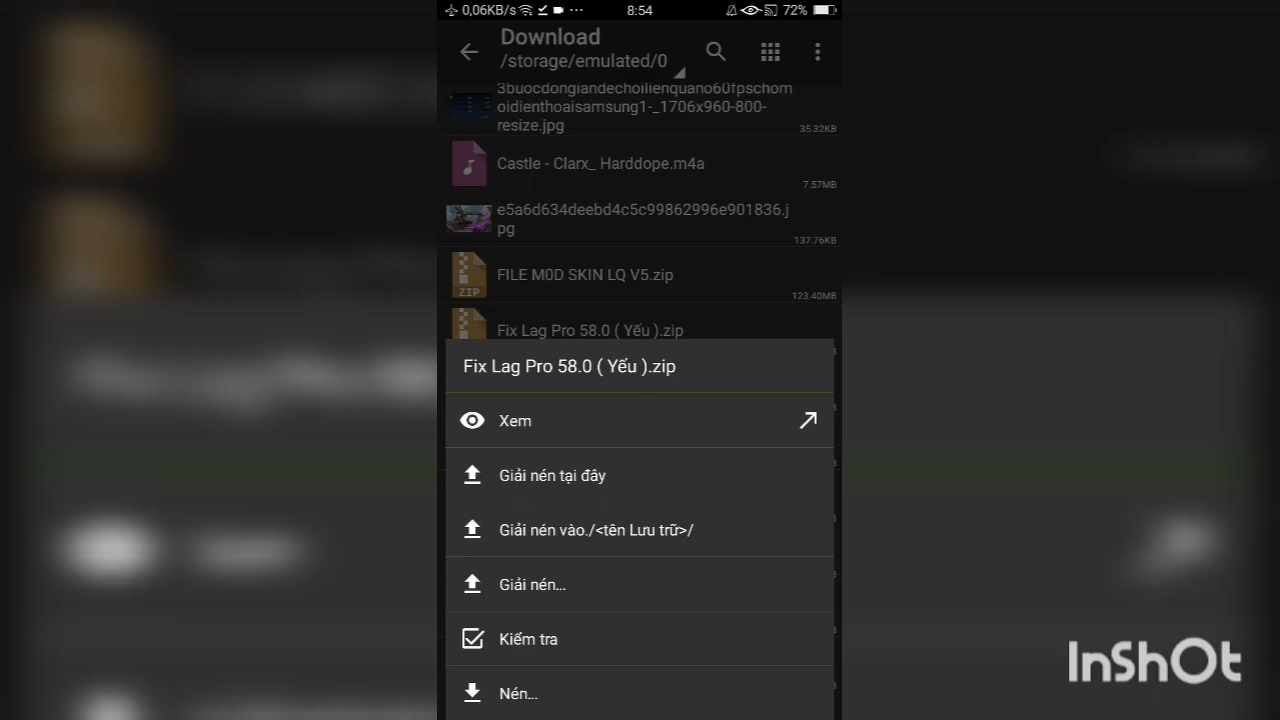 0,06KB/s
8:54
72%
Download
/storage/emulated/0
3buocdongiandechoilienquano60fpschom
oidienthoaisamsung1-_1706x960-800-
resize.jpg
35.32KB
Castle - Clarx_ Harddope.m4a
7.57MB
e5a6d634deebd4c5c99862996e901836.j
pg
137.76KB
FILE M0D SKIN LQ V5.zip
ZIP
123.40MB
Fix Lag Pro 58.0 ( Yếu ).zip
Fix Lag Pro 58.0 ( Yếu ).zip
Xem
Giải nén tại đây
Giải nén vào./<tên Lưu trữ>/
Giải nén...
Kiểm tra
Nén...
InShOt